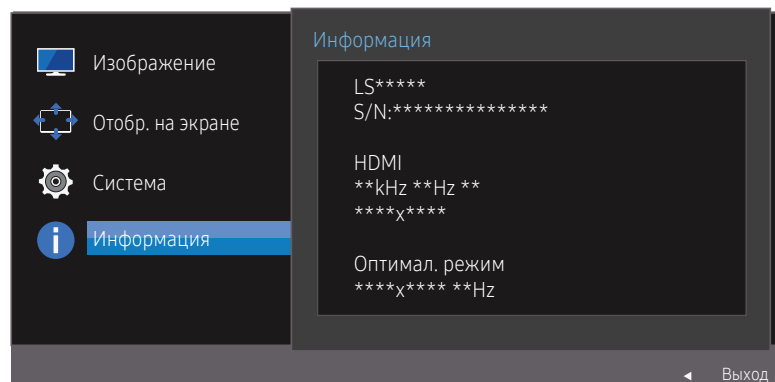 Изображение
Отобр. на экране
Система
Информация
Информация
LS*****
S/N:***************
HDMI
**kHz **Hz **
****x****
Оптимал. режим
****x**** **Hz
Выход